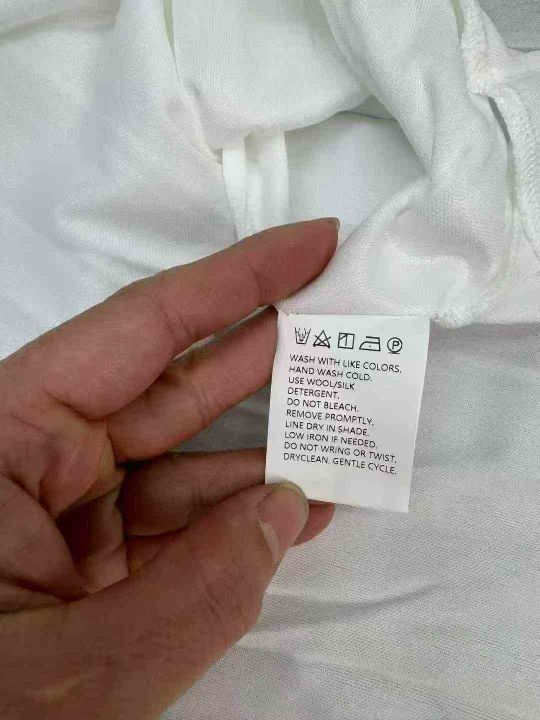 P
WASH WITH LIKE COLORS.
HAND WASH COLD.
USE WOOL/SILK
DETERGENT.
DO NOT BLEACH.
REMOVE PROMPTLY.
LINE DRY IN SHADE.
LOW IRON IF NEEDED.
DO NOT WRING OR TWIST.
DRYCLEAN. GENTLE CYCLE.